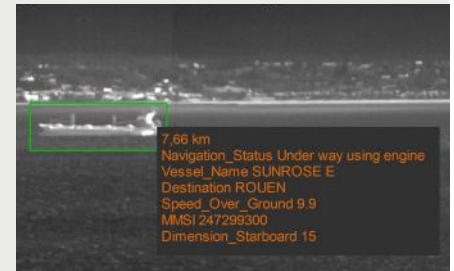 7,66 km
Navigation_Status Under way using engine
Vessel_Name SUNROSE E
Destination ROUEN
Speed_Over_Ground 9.9
MMSI 247299300
Dimension_Starboard 15